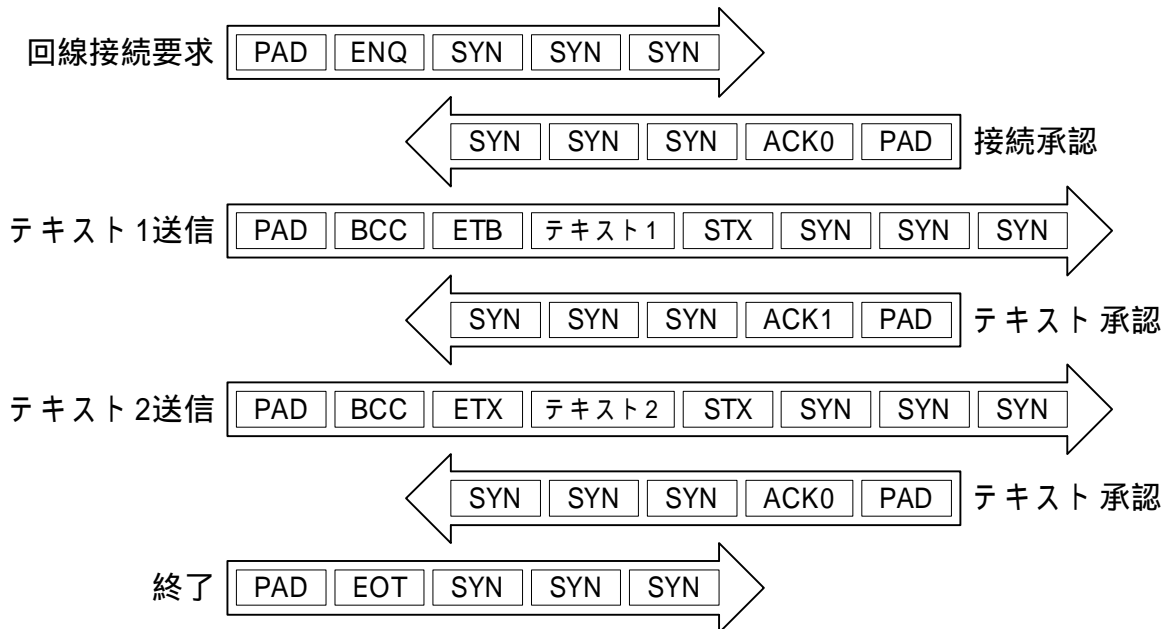 回線接続要求 PAD ENQ SYN SYN SYN
SYN SYN SYN ACK0 PAD 接続承認
テキスト1送信 PAD BCC ETB テキスト1 STX SYN SYN SYN
SYN SYN SYN ACK1 PAD テキスト承認
テキスト2送信 PAD BCC ETX テキスト2 STX SYN SYN SYN
SYN SYN SYN ACK0 PAD テキスト承認
終了 PAD EOT SYN SYN SYN